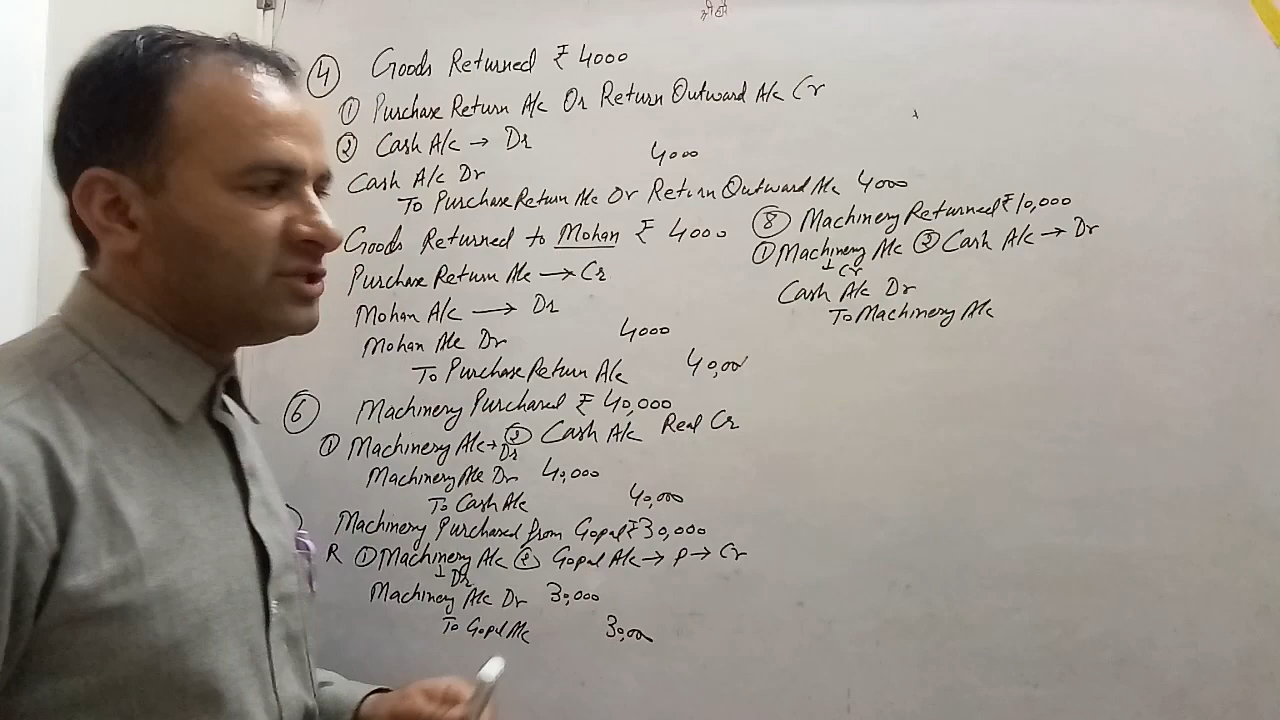 श्री हरि
④ Goods Returned ₹ 4000
① Purchase Return A/c Or Return Outward A/c Cr
② Cash A/c → Dr
Cash A/c Dr 4000
To Purchase Return A/c Or Return Outward A/c 4000
Goods Returned to Mohan ₹ 4000
Purchase Return A/c → Cr
Mohan A/c → Dr
Mohan A/c Dr 4000
To Purchase Return A/c 40,00
⑥ Machinery Purchased ₹ 40,000
① Machinery A/c → Dr ② Cash A/c Real Cr
Machinery A/c Dr 40,000
To Cash A/c 40,000
Machinery Purchased from Gopal ₹30,000
R ① Machinery A/c ② Gopal A/c → P → Cr
↓ Dr
Machinery A/c Dr 30,000
To Gopal A/c 30,000
⑧ Machinery Returned ₹10,000
① Machinery A/c ② Cash A/c → Dr
↓ Cr
Cash A/c Dr
To Machinery A/c